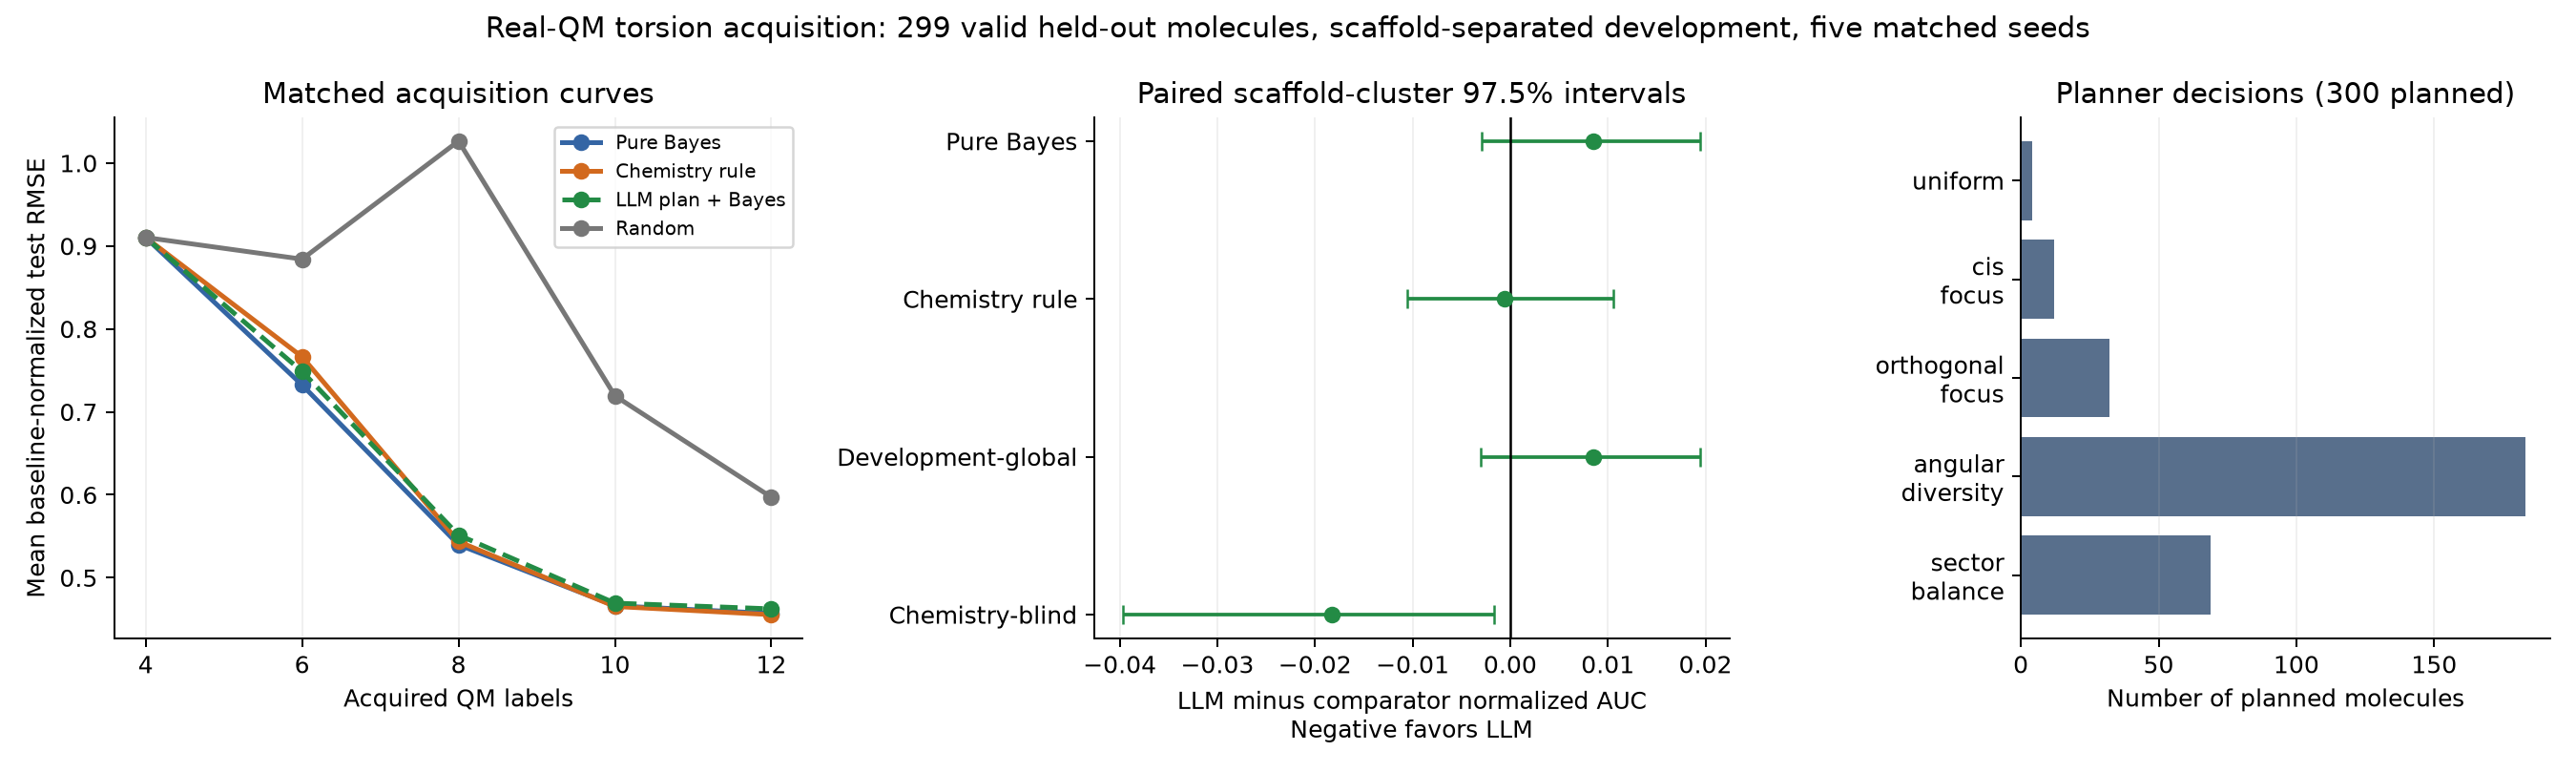 Real-QM torsion acquisition: 299 valid held-out molecules, scaffold-separated development, five matched seeds
Matched acquisition curves
Mean baseline-normalized test RMSE
1.0
0.9
0.8
0.7
0.6
0.5
4 6 8 10 12
Acquired QM labels
Pure Bayes
Chemistry rule
LLM plan + Bayes
Random
Paired scaffold-cluster 97.5% intervals
Pure Bayes
Chemistry rule
Development-global
Chemistry-blind
−0.04 −0.03 −0.02 −0.01 0.00 0.01 0.02
LLM minus comparator normalized AUC
Negative favors LLM
Planner decisions (300 planned)
uniform
cis
focus
orthogonal
focus
angular
diversity
sector
balance
0 50 100 150
Number of planned molecules